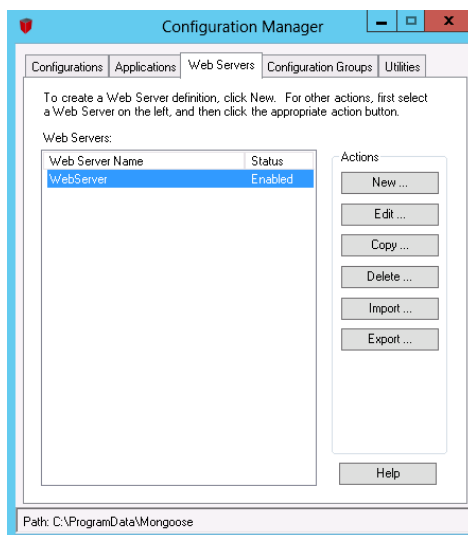 Configuration Manager
Configurations Applications Web Servers Configuration Groups Utilities
To create a Web Server definition, click New. For other actions, first select
a Web Server on the left, and then click the appropriate action button.
Web Servers:
Web Server Name Status
WebServer Enabled
Actions
New ...
Edit ...
Copy ...
Delete ...
Import ...
Export ...
Help
Path: C:\ProgramData\Mongoose